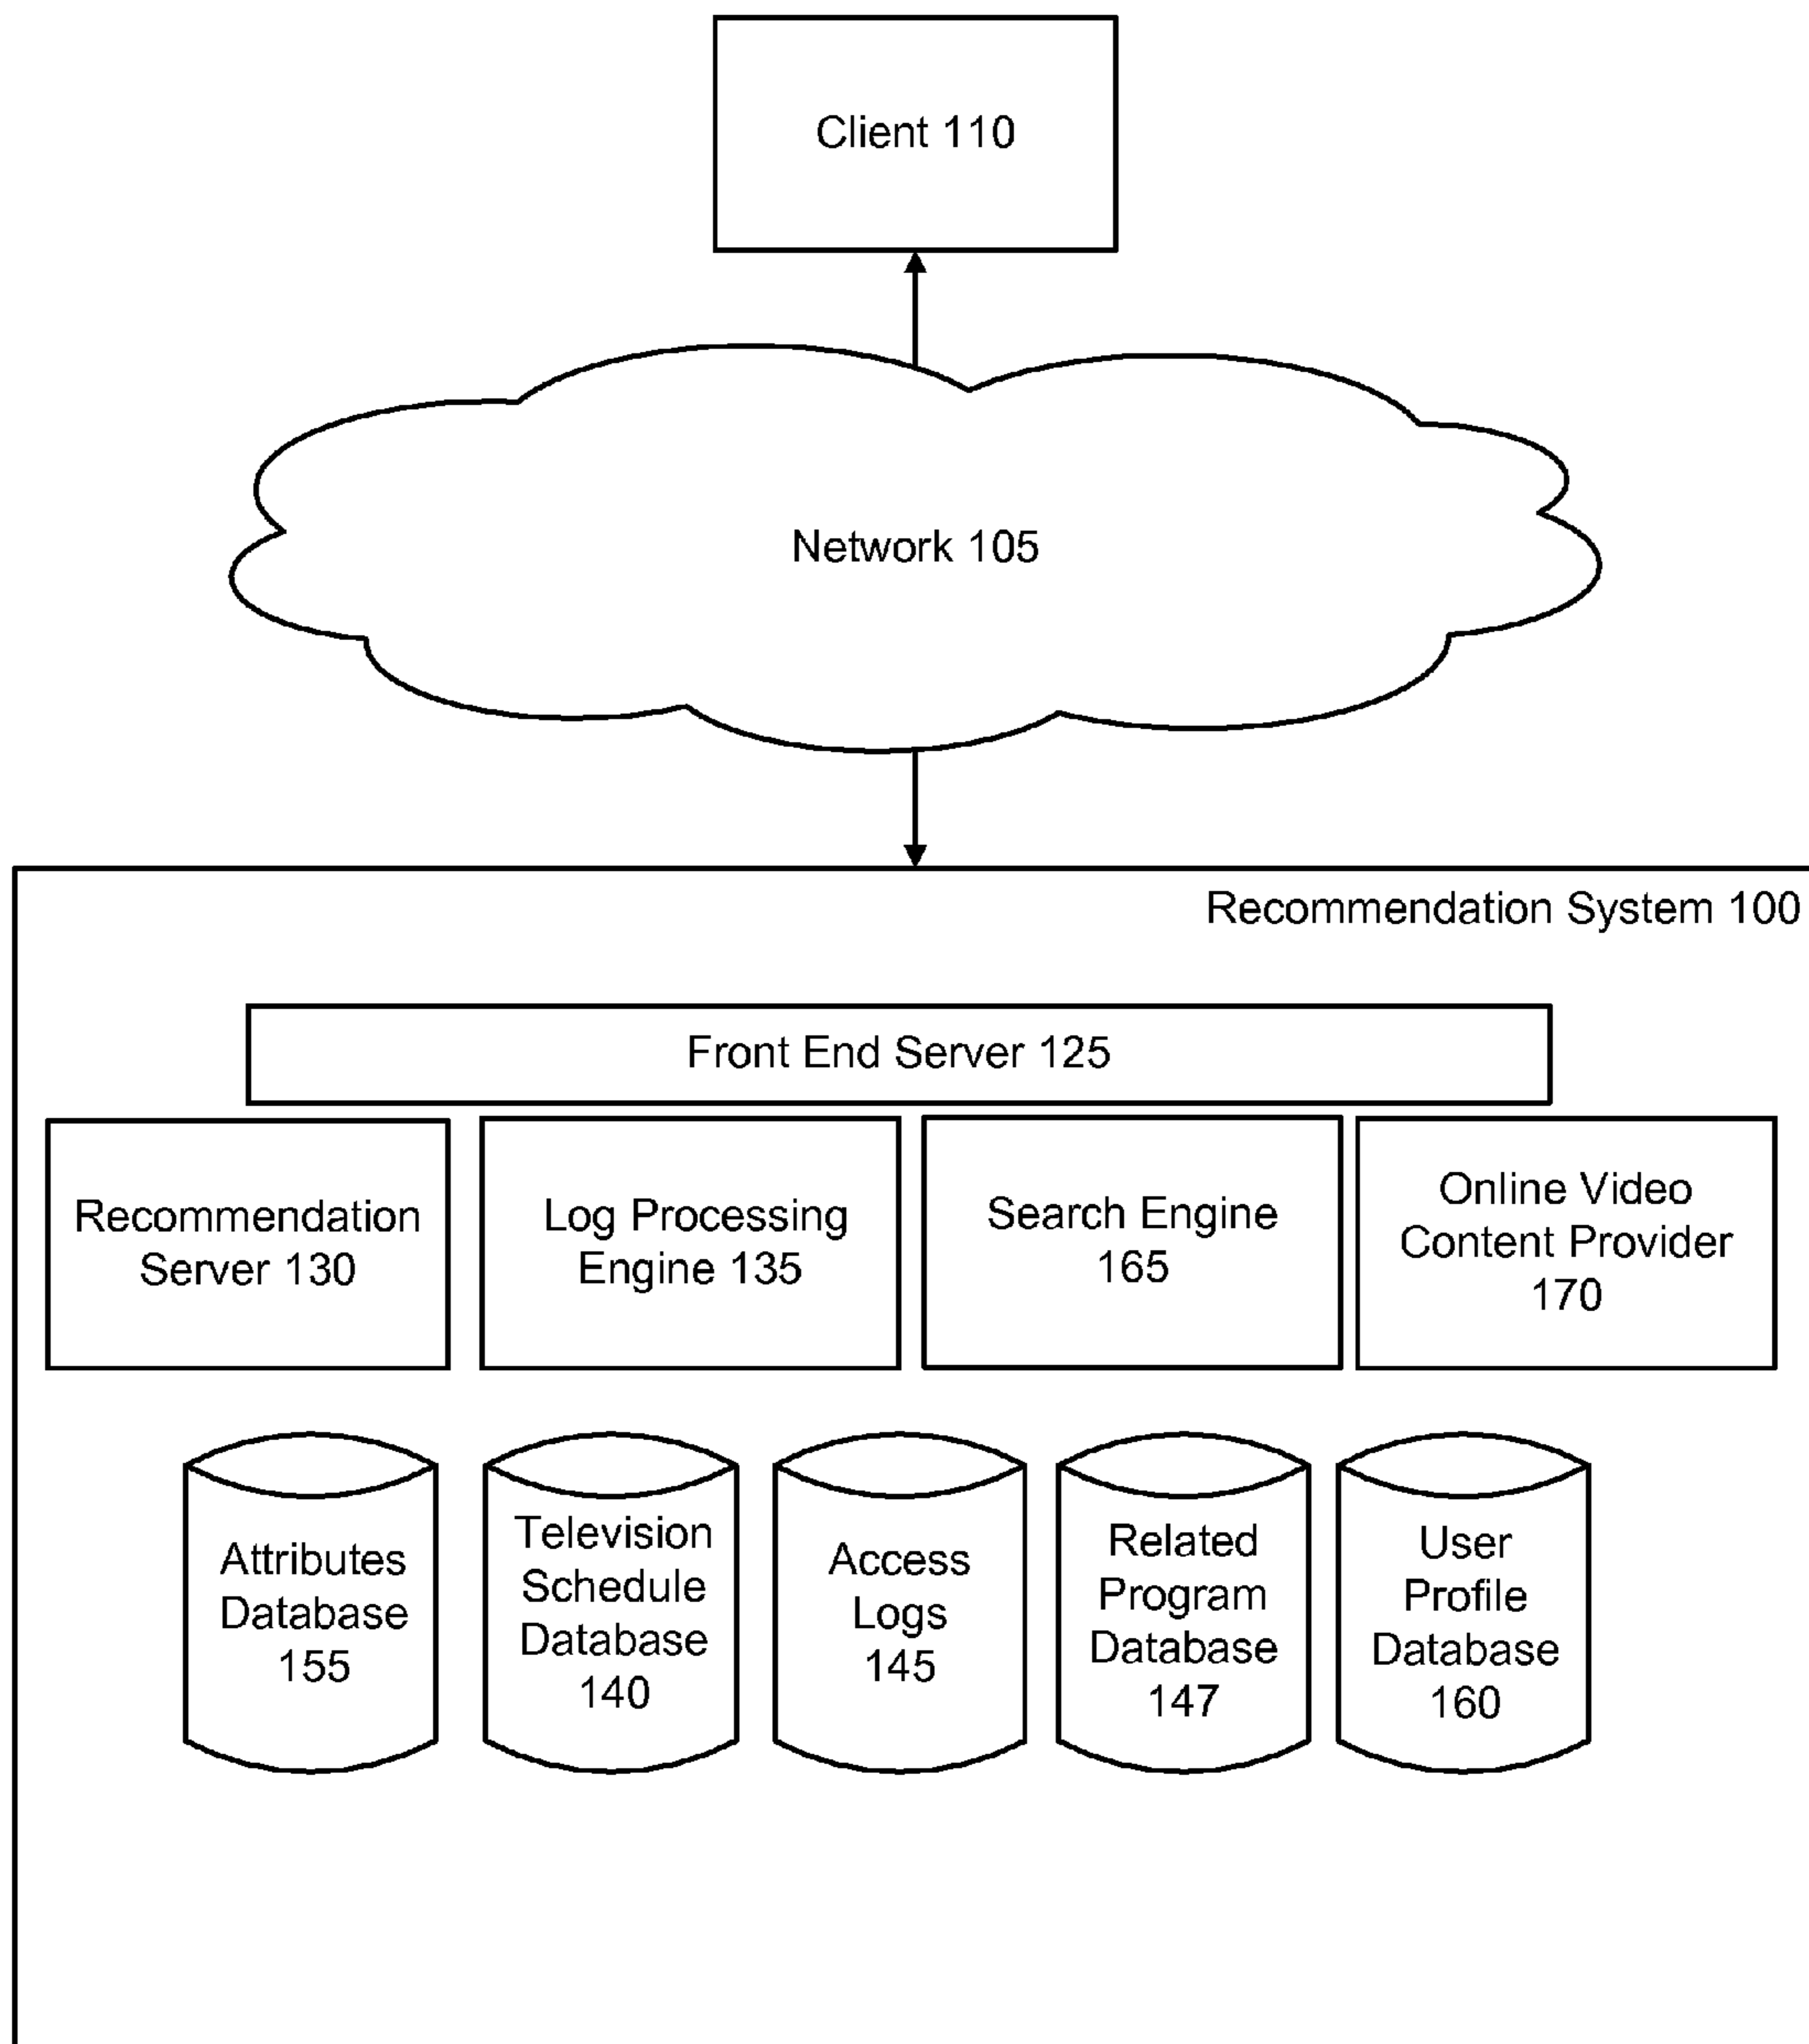 Client 110
Network 105
Recommendation System 100
Front End Server 125
Recommendation
Server 130
Log Processing
Engine 135
Search Engine
165
Online Video
Content Provider
170
Attributes
Database
155
Television
Schedule
Database
140
Access
Logs
145
Related
Program
Database
147
User
Profile
Database
160